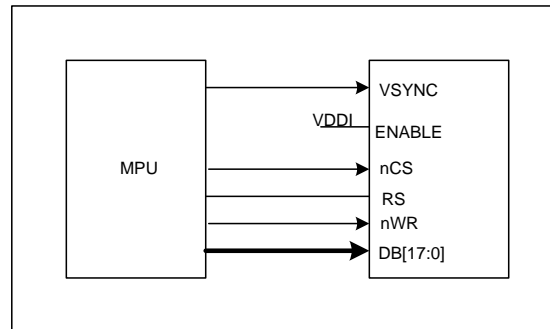 VSYNC
VDDI
ENABLE
MPU
nCS
RS
nWR
DB[17:0]